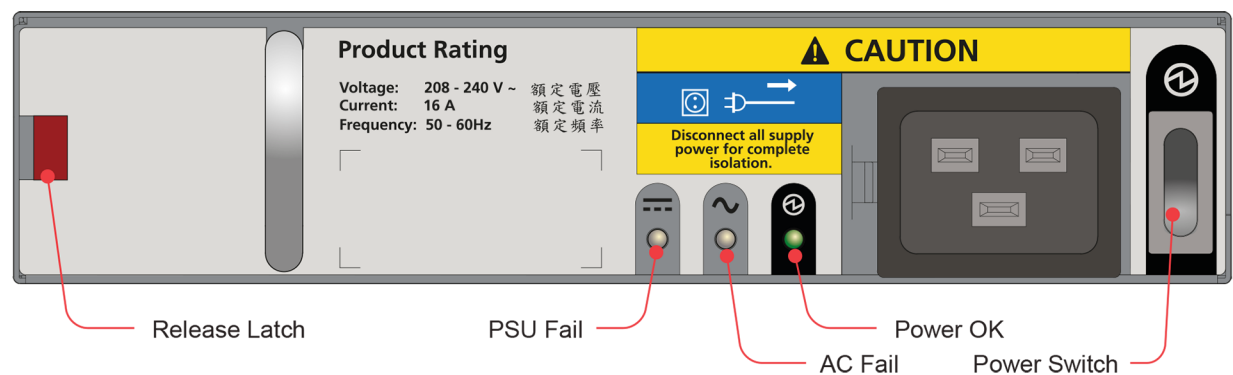 Product Rating
Voltage: 208 - 240 V ~ 額定電壓
Current: 16 A 額定電流
Frequency: 50 - 60Hz 額定頻率
CAUTION
Disconnect all supply
power for complete
isolation.
Release Latch
PSU Fail
Power OK
AC Fail
Power Switch